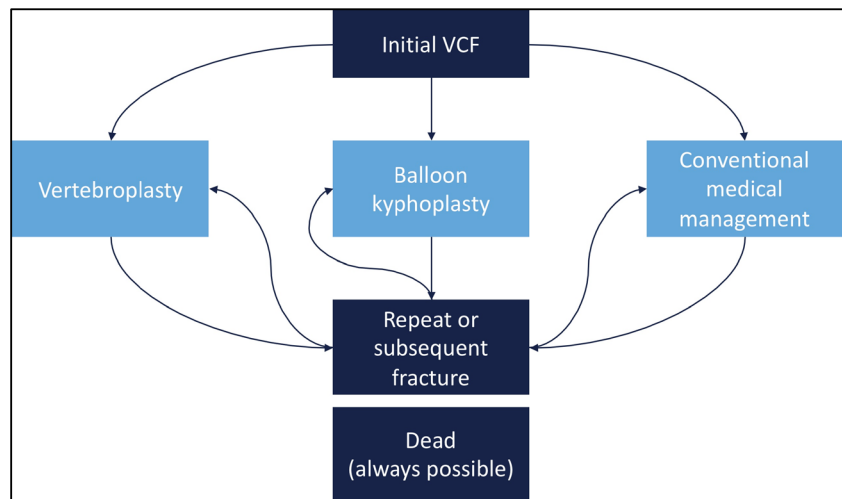 Initial VCF
Vertebroplasty
Balloon
kyphoplasty
Conventional
medical
management
Repeat or
subsequent
fracture
Dead
(always possible)